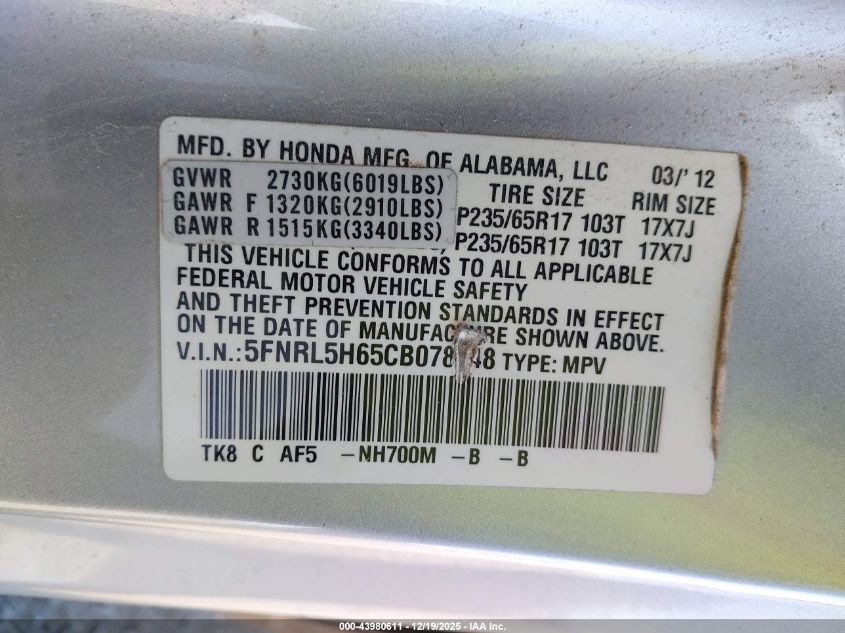 MFD. BY HONDA MFG. OF ALABAMA, LLC 03/' 12
GVWR 2730KG(6019LBS) TIRE SIZE RIM SIZE
GAWR F 1320KG(2910LBS) P235/65R17 103T 17X7J
GAWR R 1515KG(3340LBS) P235/65R17 103T 17X7J
THIS VEHICLE CONFORMS TO ALL APPLICABLE
FEDERAL MOTOR VEHICLE SAFETY
AND THEFT PREVENTION STANDARDS IN EFFECT
ON THE DATE OF MANUFACTURE SHOWN ABOVE.
V.I.N.: TYPE: MPV
TK8 C AF5 -NH700M -B -B
000-43980611 - 12/19/2025 - IAA Inc.